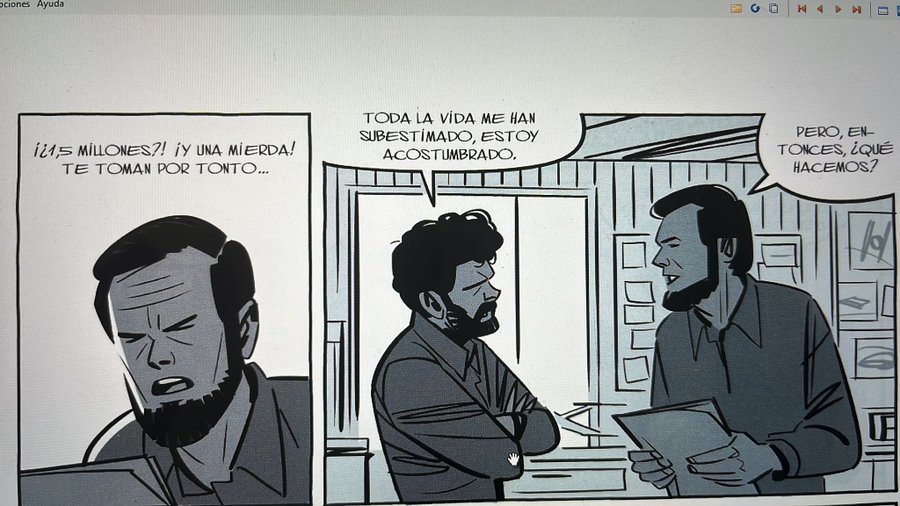 pciones Ayuda
¡¿1,5 MILLONES?! ¡Y UNA MIERDA!
TE TOMAN POR TONTO...
TODA LA VIDA ME HAN
SUBESTIMADO, ESTOY
ACOSTUMBRADO.
PERO, EN-
TONCES, ¿QUÉ
HACEMOS?